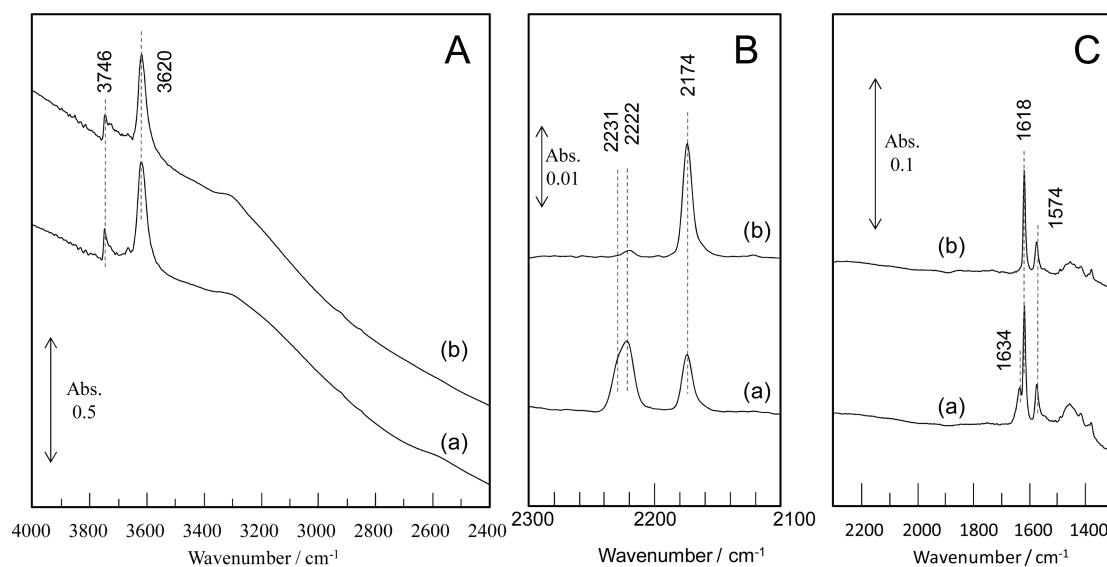 A
3746
3620
(b)
(a)
Abs.
0.5
4000 3800 3600 3400 3200 3000 2800 2600 2400
Wavenumber / cm-1
B
2231
2222
2174
Abs.
0.01
(b)
(a)
2300 2200 2100
Wavenumber / cm-1
C
1618
1574
1634
Abs.
0.1
(b)
(a)
2200 2000 1800 1600 1400
Wavenumber / cm-1